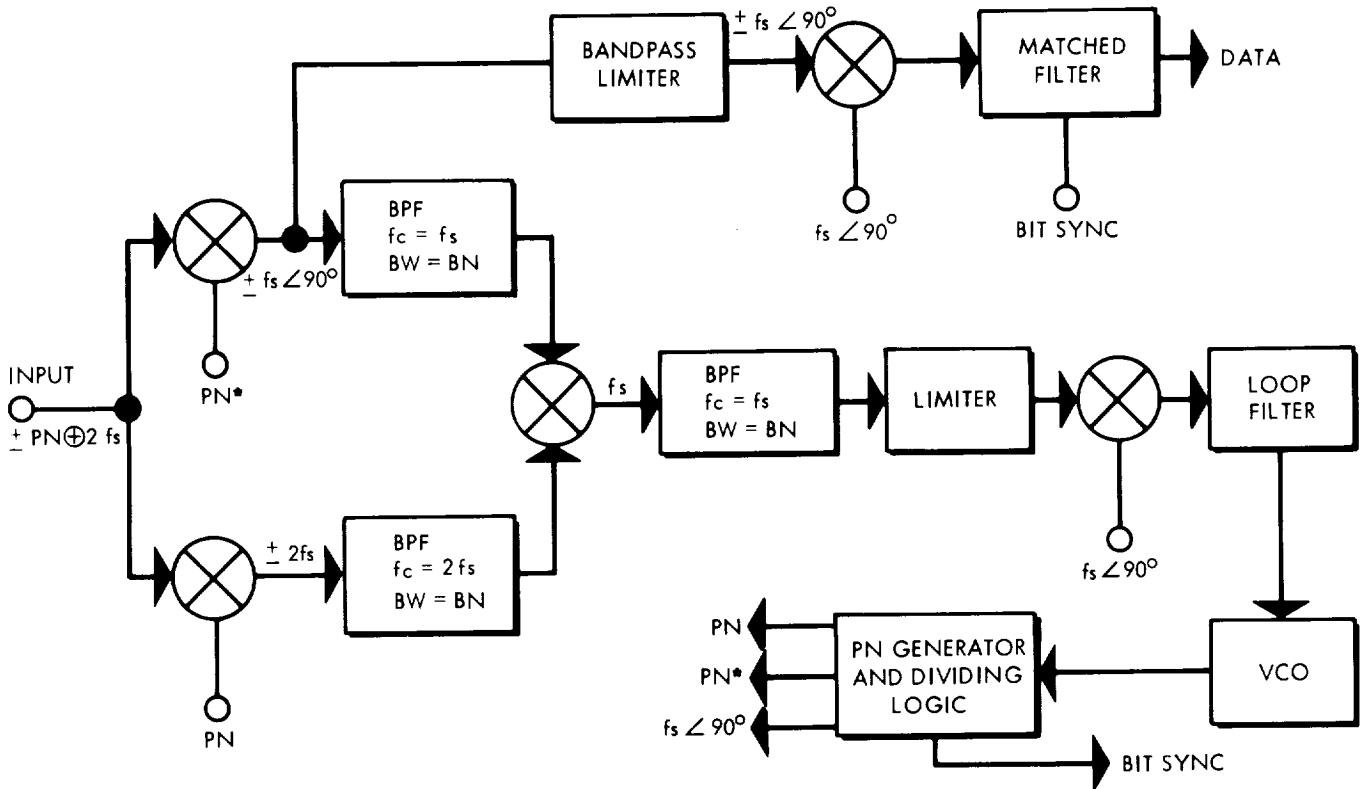 ± fs ∠90°
BANDPASS
LIMITER
MATCHED
FILTER
DATA
fs ∠90°
BIT SYNC
BPF
fc = fs
BW = BN
± fs ∠90°
PN*
INPUT
± PN⊕2 fs
fs
BPF
fc = fs
BW = BN
LIMITER
LOOP
FILTER
fs ∠90°
± 2fs
BPF
fc = 2fs
BW = BN
PN
PN
PN*
fs ∠90°
PN GENERATOR
AND DIVIDING
LOGIC
VCO
BIT SYNC